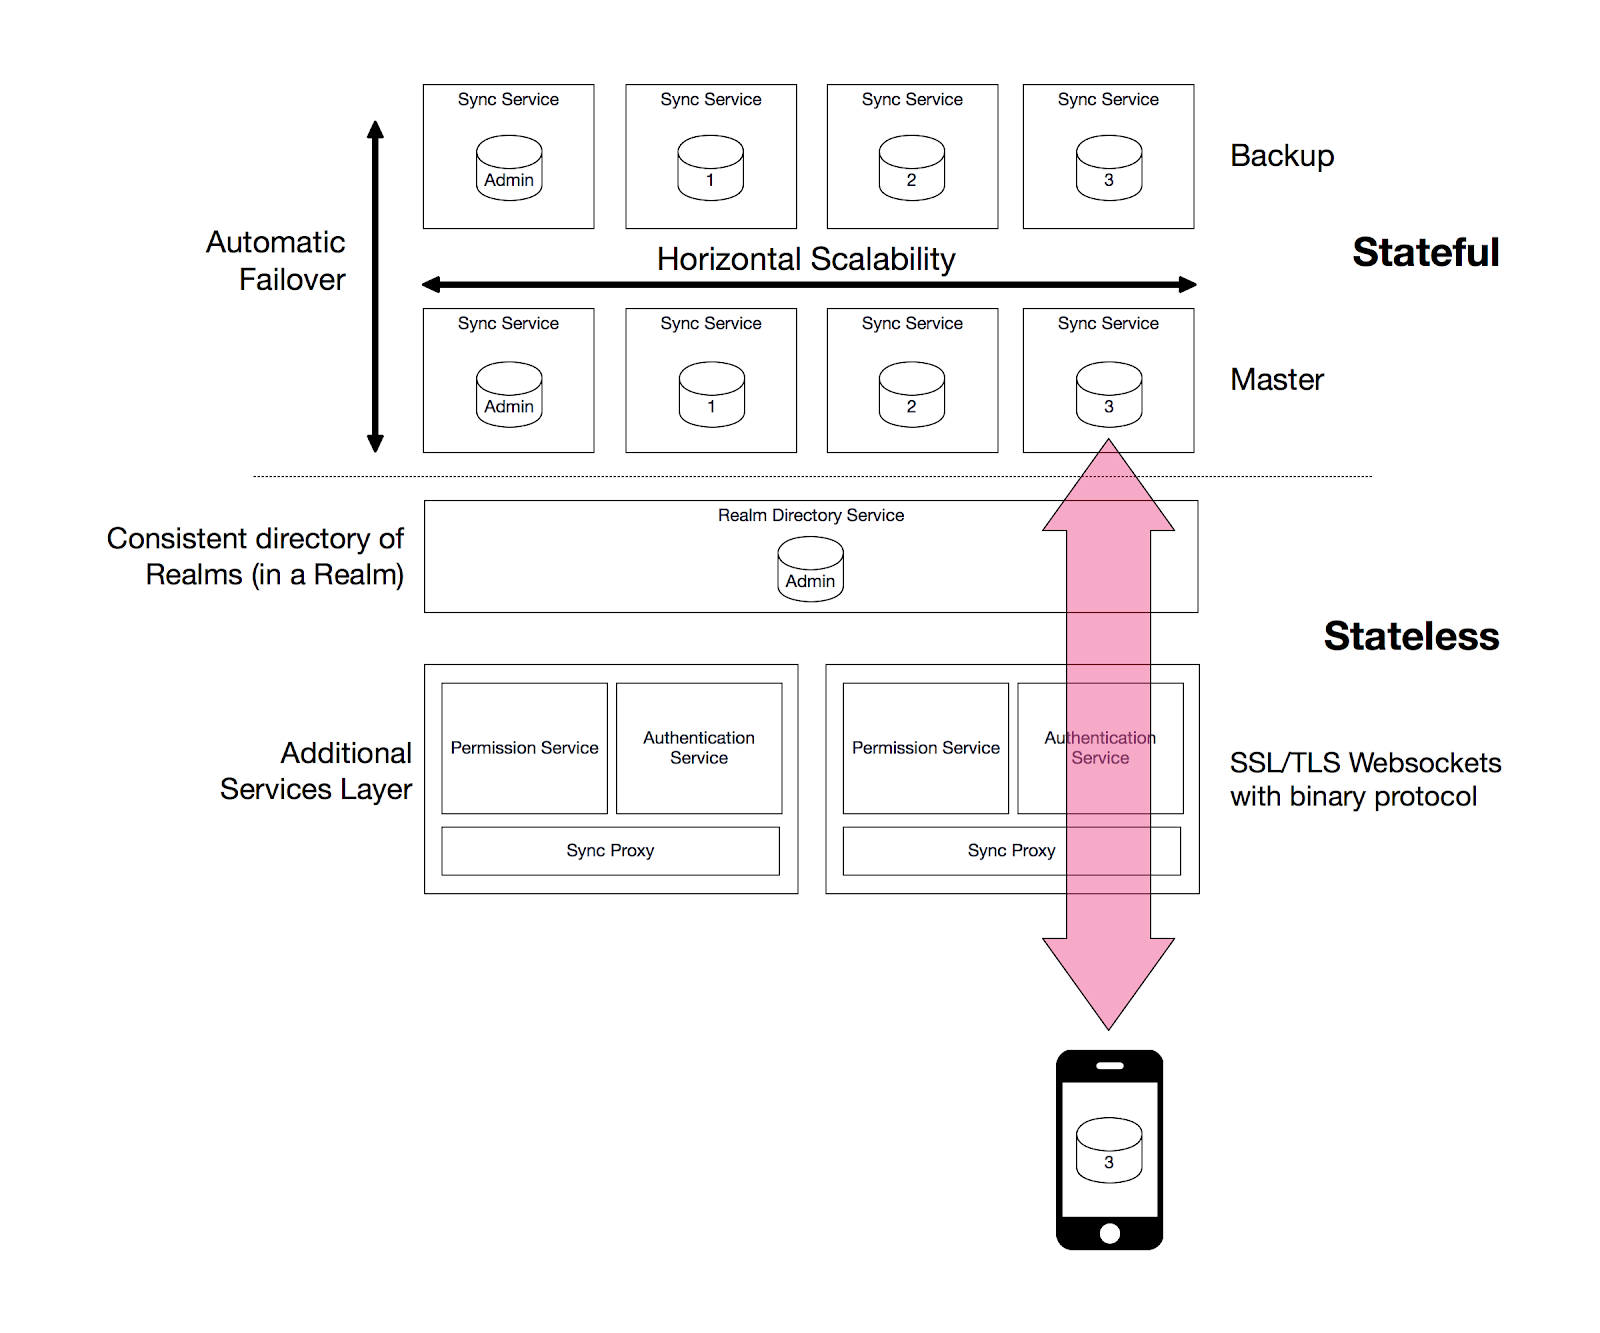 Sync Service
Sync Service
Sync Service
Sync Service
Admin
1
2
3
Backup
Automatic
Failover
Horizontal Scalability
Stateful
Sync Service
Sync Service
Sync Service
Sync Service
Admin
1
2
3
Master
Consistent directory of
Realms (in a Realm)
Realm Directory Service
Admin
Stateless
Additional
Services Layer
Permission Service
Authentication
Service
Sync Proxy
Permission Service
Authentication
Service
Sync Proxy
SSL/TLS Websockets
with binary protocol
3